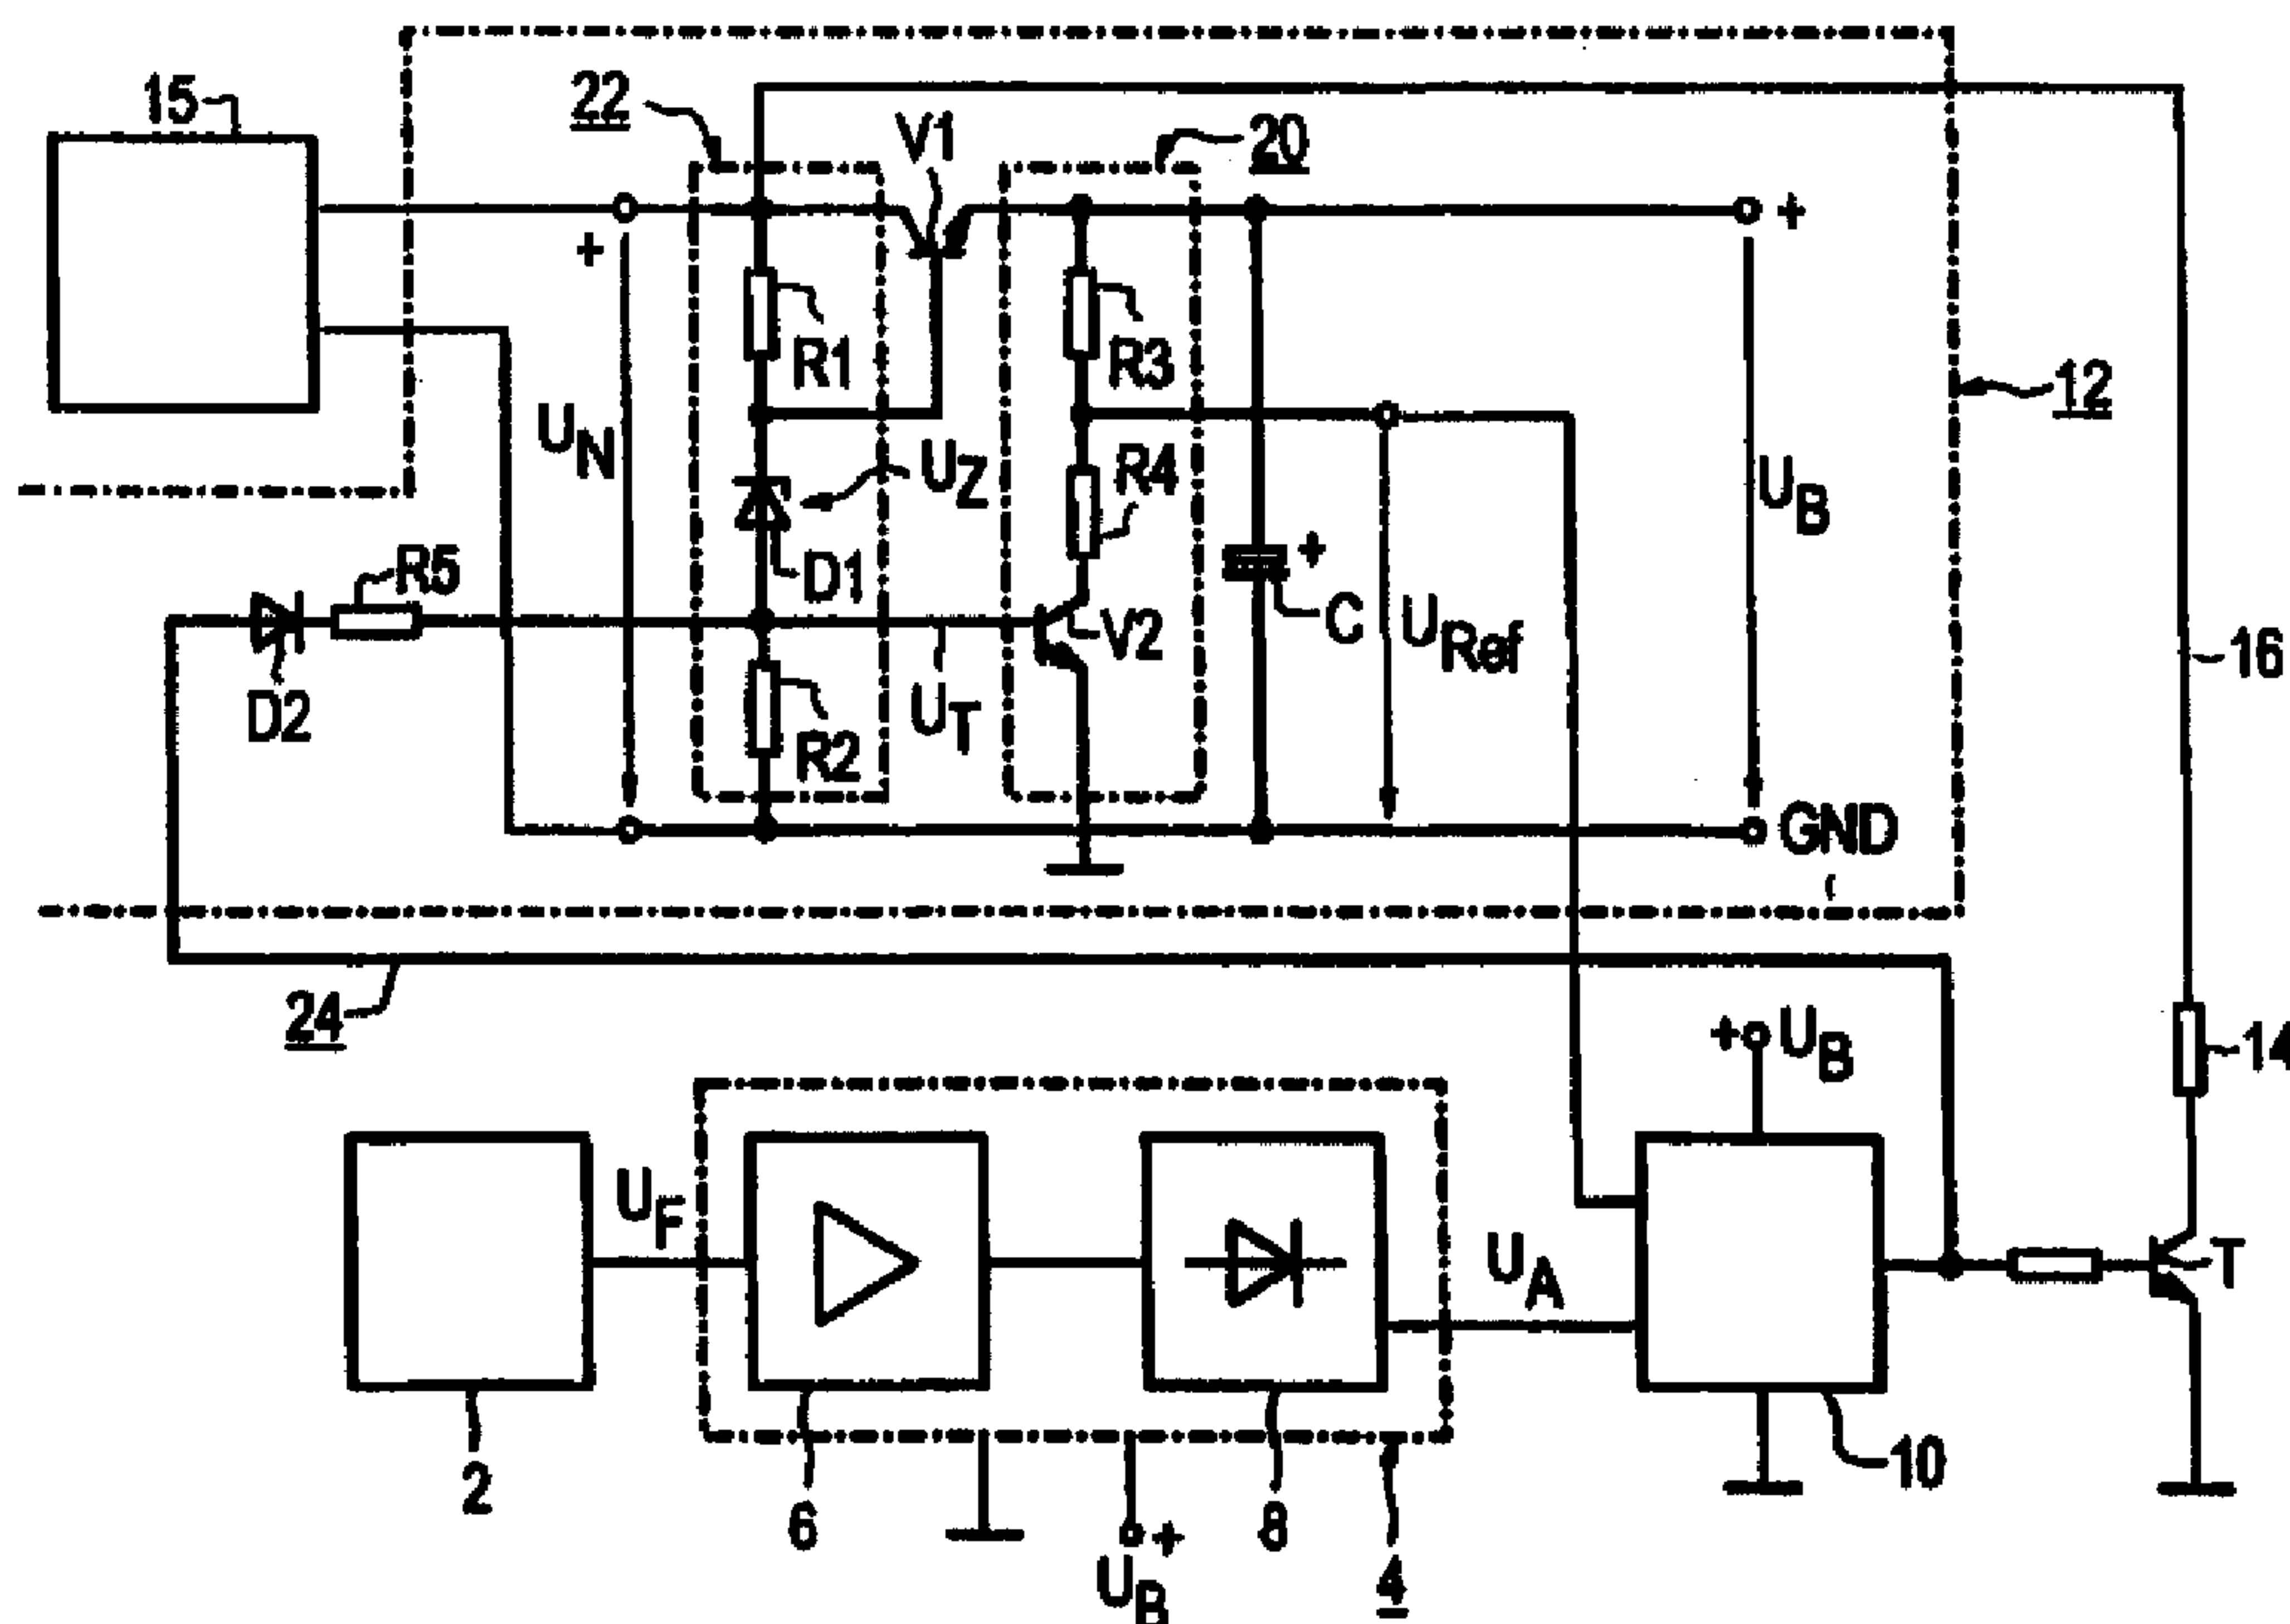 15
22
V1
20
+
+
R1
R3
12
U_N
U_Z
R4
U_B
R5
D1
+
C
U_Ref
V2
16
D2
U_T
R2
GND
24
+
U_B
14
U_F
U_A
T
2
6
8
10
+
U_B
4